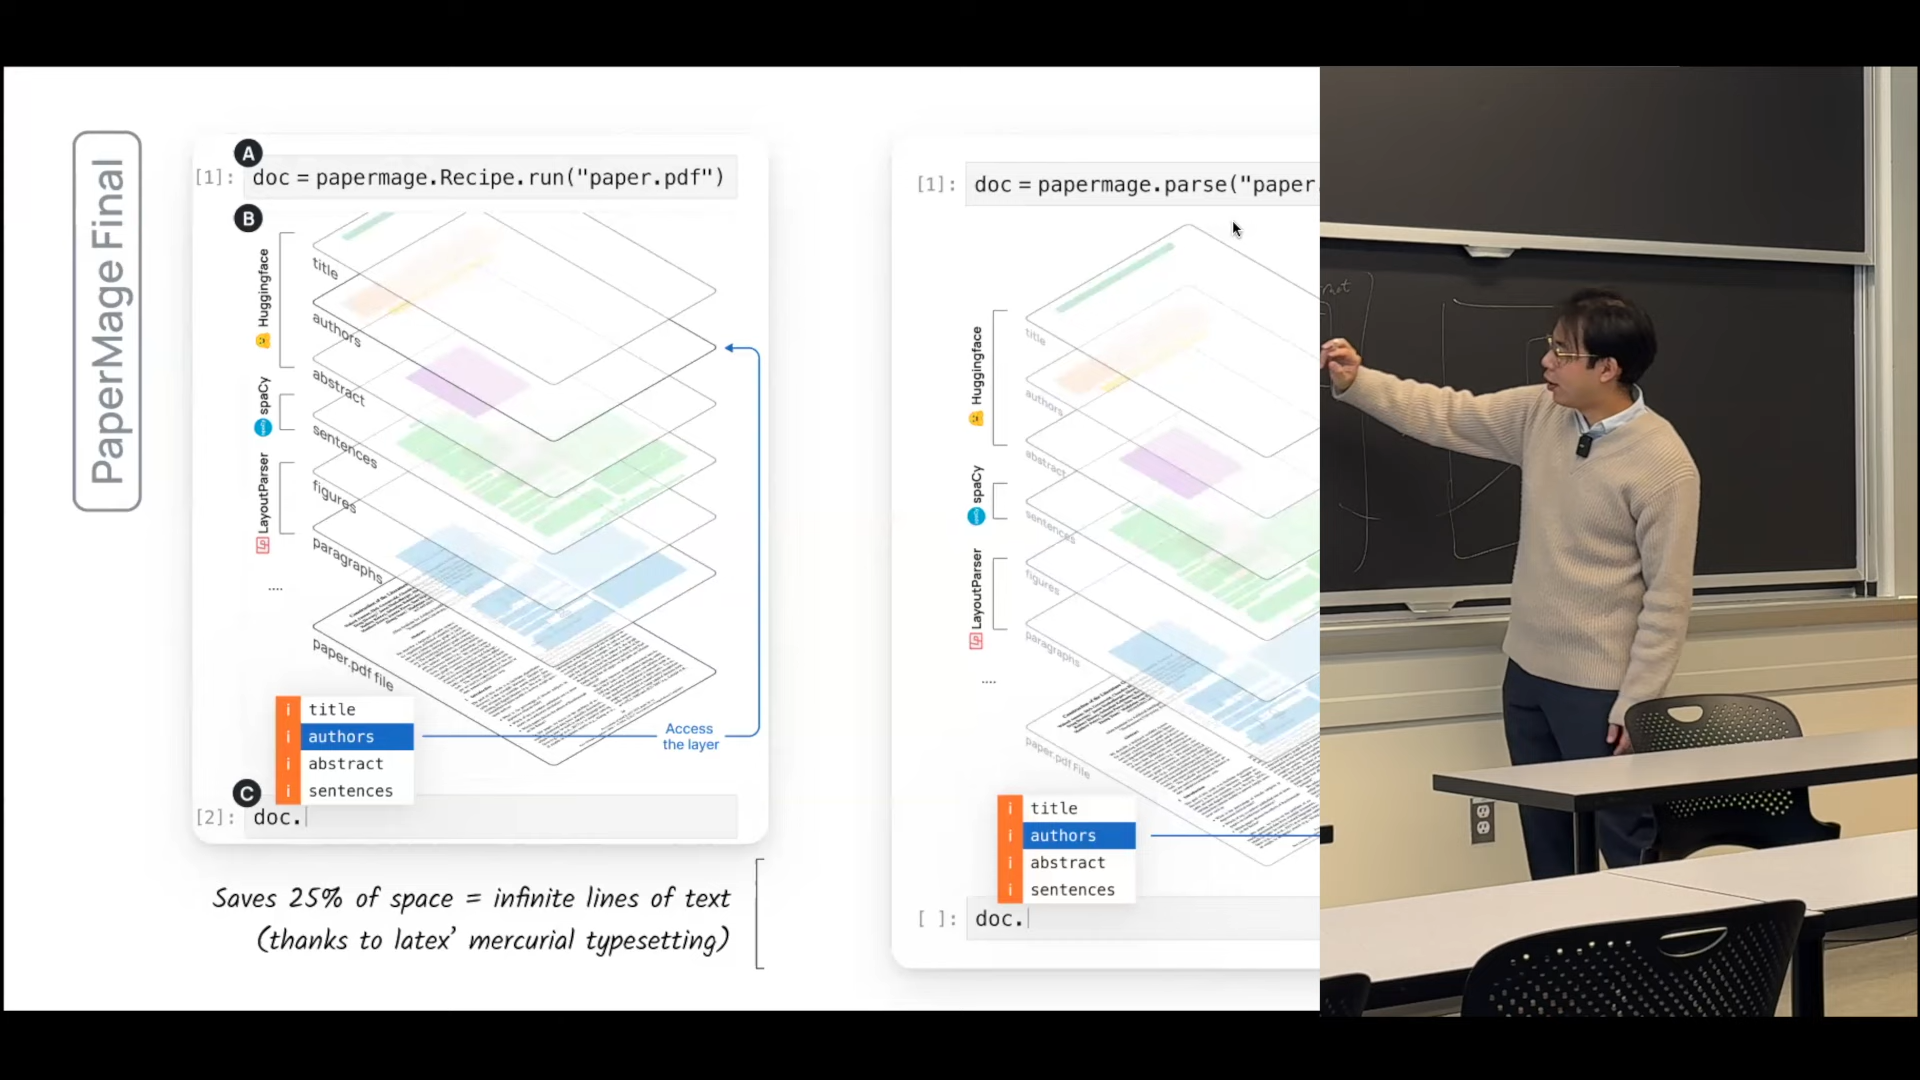 PaperMage Final
A
[1]: doc = papermage.Recipe.run("paper.pdf")
B
title
authors
abstract
sentences
figures
paragraphs
paper.pdf file
Huggingface
spaCy
LayoutParser
....
i title
i authors
i abstract
i sentences
Access
the layer
C
[2]: doc.
Saves 25% of space = infinite lines of text
(thanks to latex' mercurial typesetting)
[1]: doc = papermage.parse("paper.
title
authors
abstract
sentences
figures
paragraphs
paper.pdf File
Huggingface
spaCy
LayoutParser
....
i title
i authors
i abstract
i sentences
[ ]: doc.